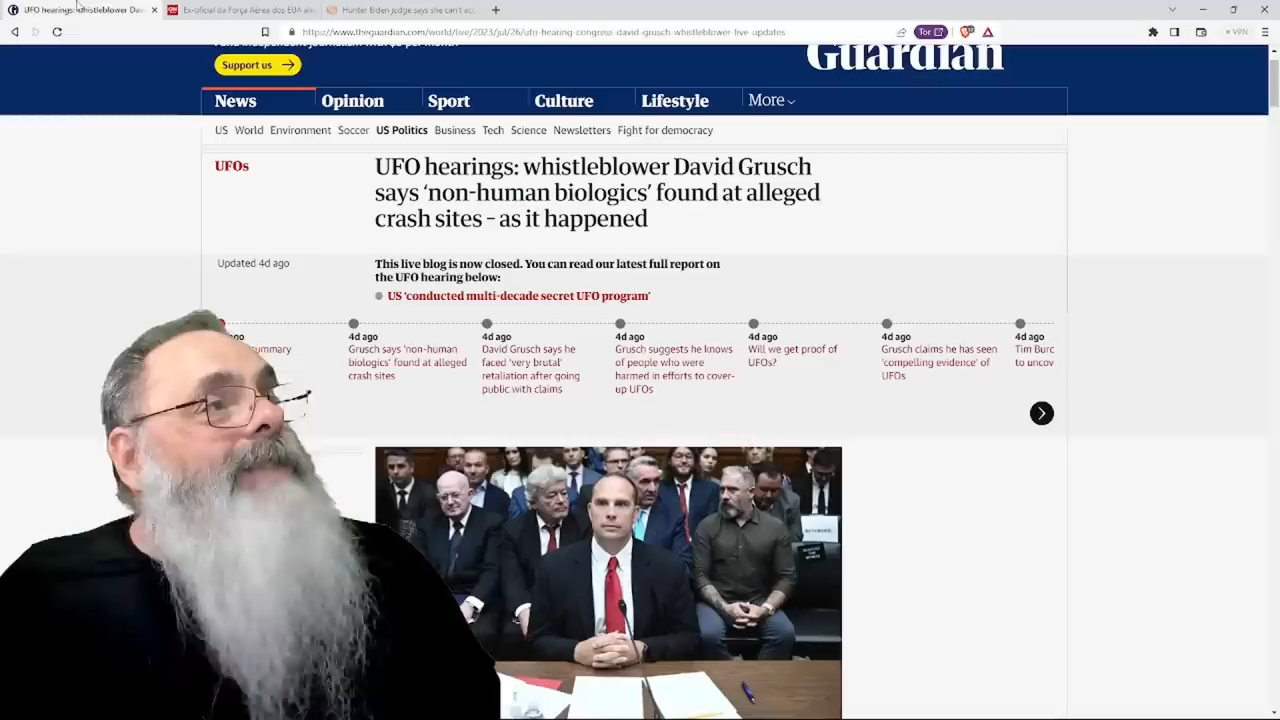 UFO hearings: whistleblower Davi
Ex-oficial da Força Aérea dos EUA ale
Hunter Biden judge says she can't acc
https://www.theguardian.com/world/live/2023/jul/26/ufo-hearing-congress-david-grusch-whistleblower-live-updates
Tor
VPN
Support us
Guardian
News
Opinion
Sport
Culture
Lifestyle
More
US World Environment Soccer US Politics Business Tech Science Newsletters Fight for democracy
UFOs
UFO hearings: whistleblower David Grusch
says ‘non-human biologics’ found at alleged
crash sites – as it happened
Updated 4d ago
This live blog is now closed. You can read our latest full report on
the UFO hearing below:
US ‘conducted multi-decade secret UFO program’
ago
summary
4d ago
Grusch says ‘non-human
biologics’ found at alleged
crash sites
4d ago
David Grusch says he
faced ‘very brutal’
retaliation after going
public with claims
4d ago
Grusch suggests he knows
of people who were
harmed in efforts to cover-
up UFOs
4d ago
Will we get proof of
UFOs?
4d ago
Grusch claims he has seen
‘compelling evidence’ of
UFOs
4d ago
Tim Burc
to uncov